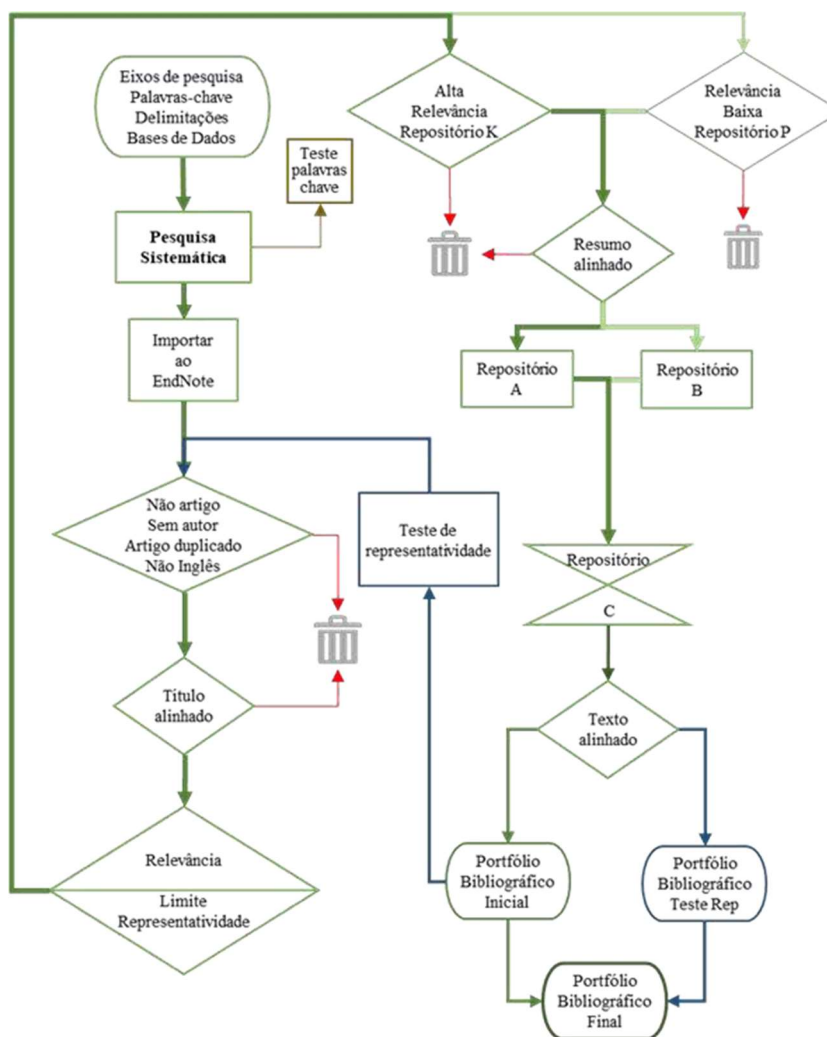 Eixos de pesquisa
Palavras-chave
Delimitações
Bases de Dados
Teste
palavras
chave
Pesquisa
Sistemática
Importar
ao
EndNote
Não artigo
Sem autor
Artigo duplicado
Não Inglês
Título
alinhado
Relevância
Limite
Representatividade
Alta
Relevância
Repositório K
Relevância
Baixa
Repositório P
Resumo
alinhado
Repositório
A
Repositório
B
Teste de
representatividade
Repositório
C
Texto
alinhado
Portfólio
Bibliográfico
Inicial
Portfólio
Bibliográfico
Teste Rep
Portfólio
Bibliográfico
Final